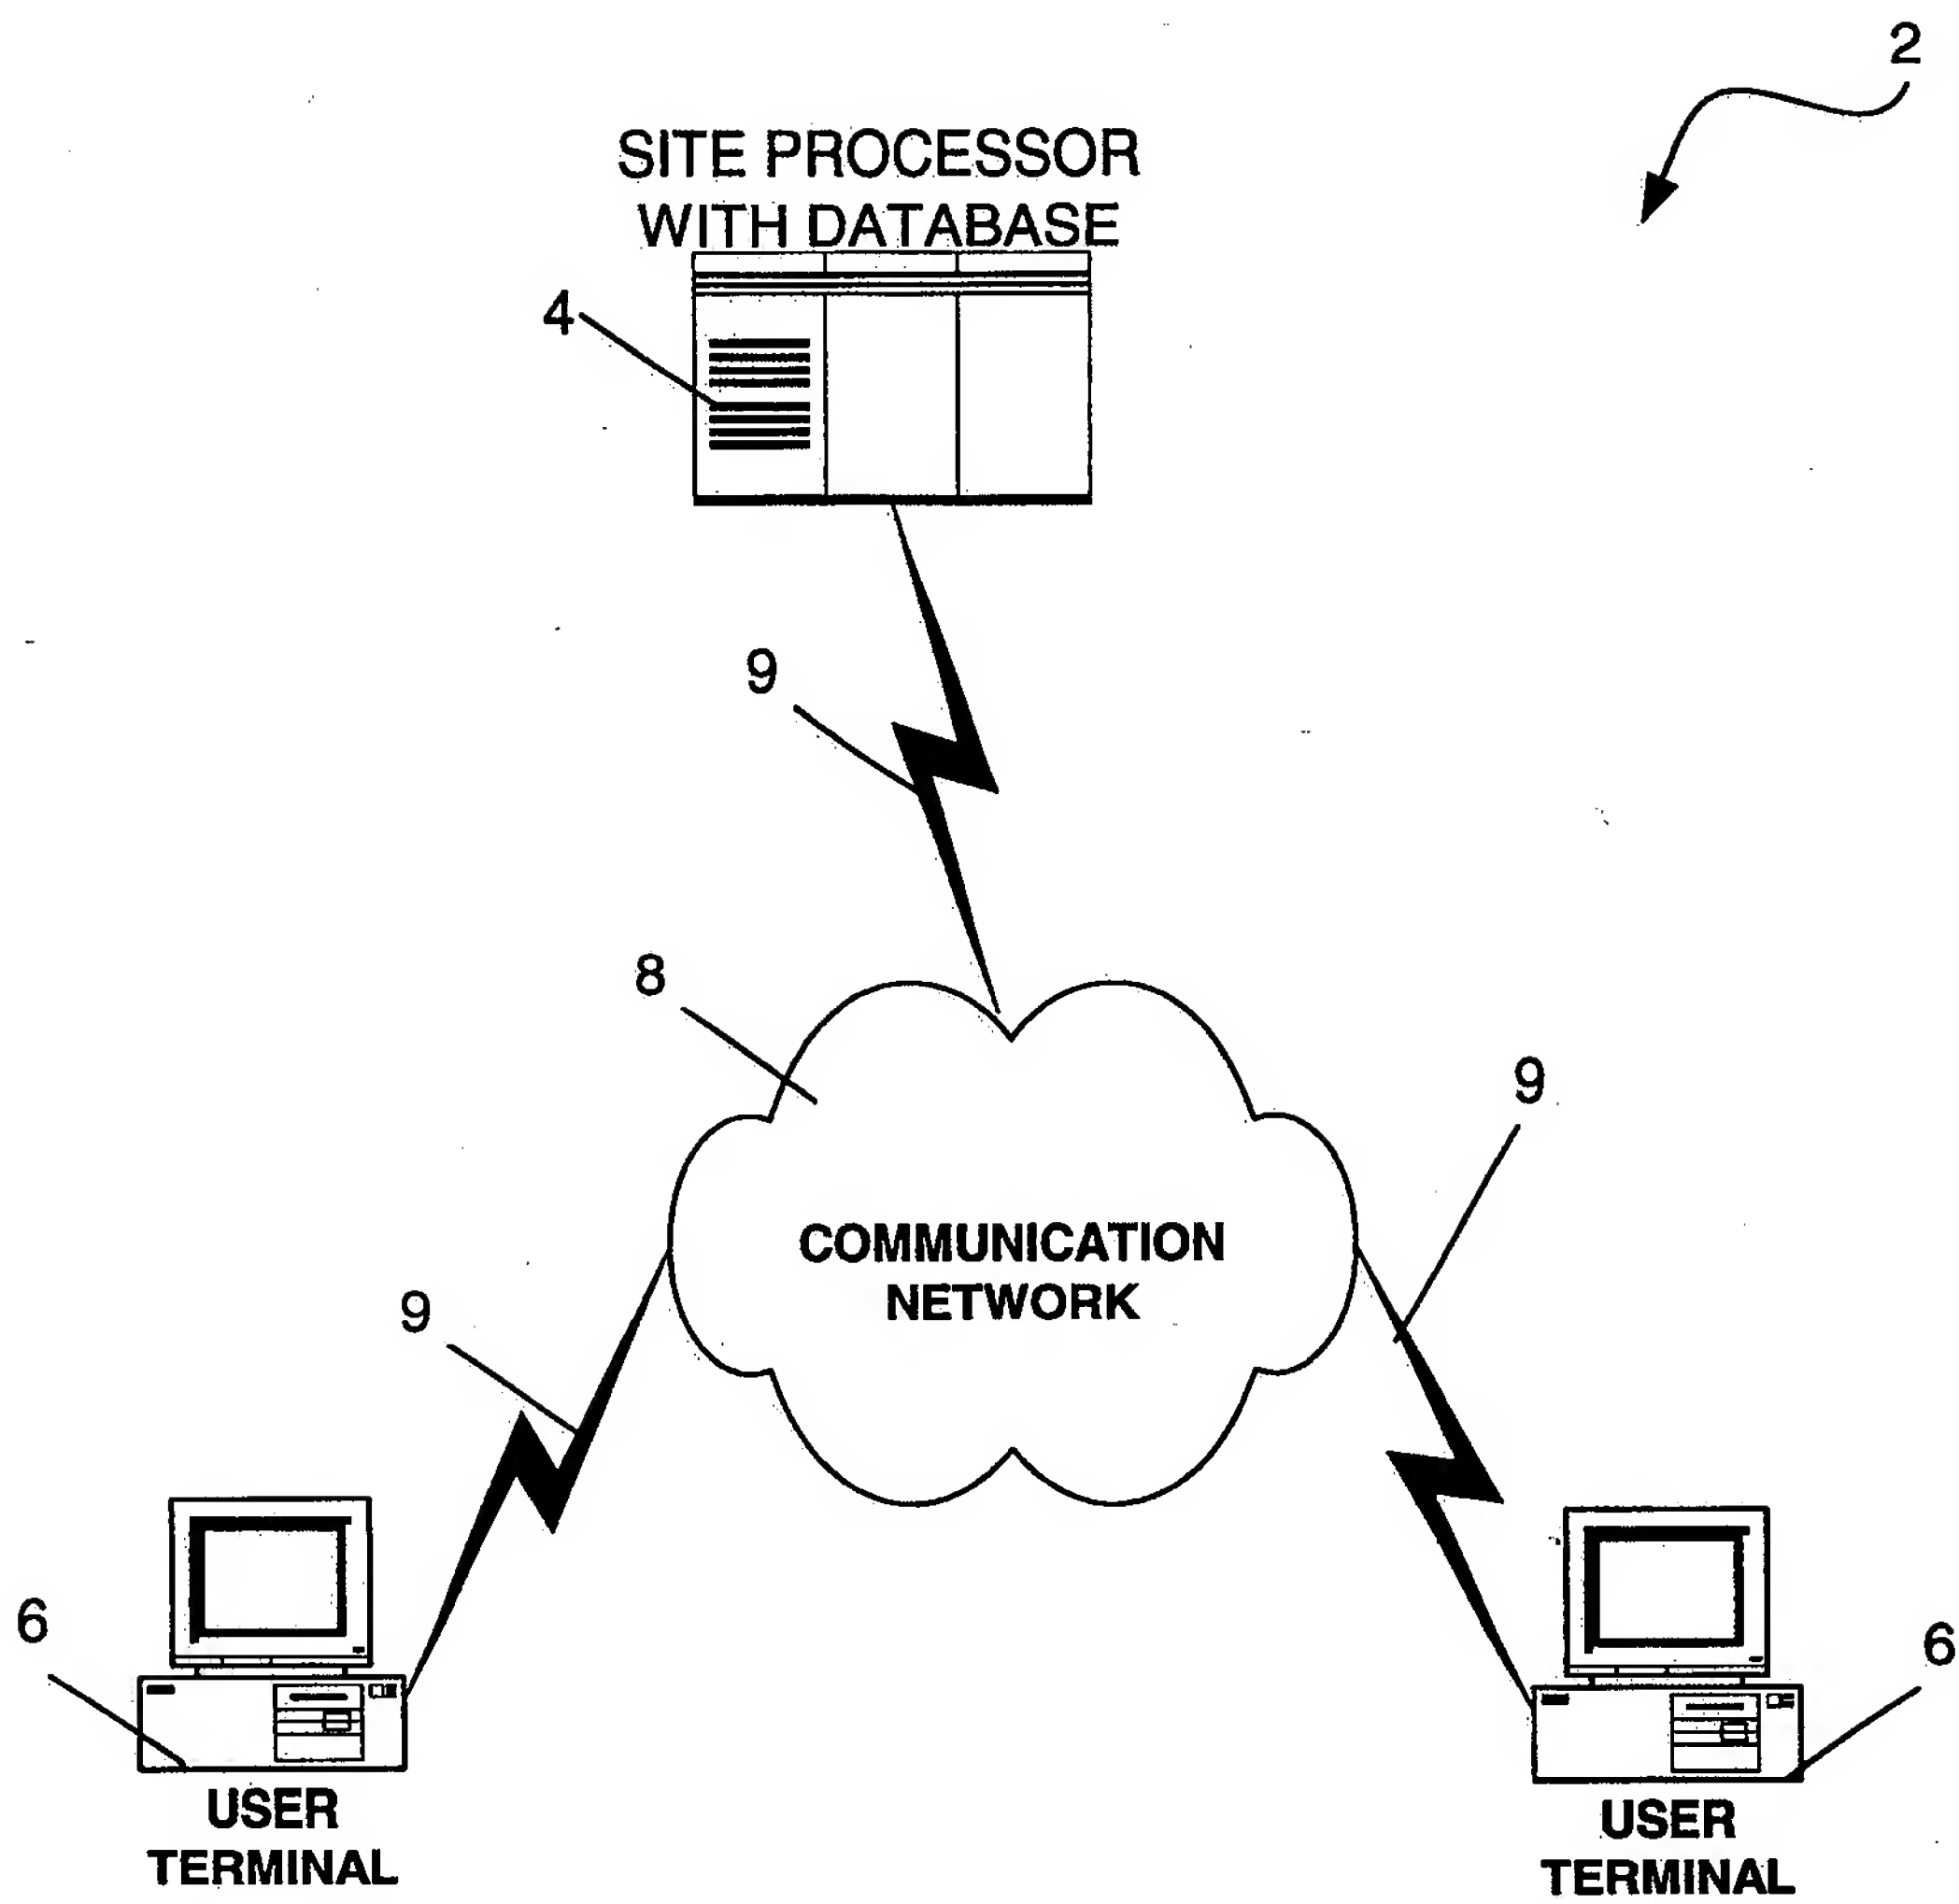 2
SITE PROCESSOR
WITH DATABASE
4
9
8
9
COMMUNICATION
NETWORK
9
6
6
USER
TERMINAL
USER
TERMINAL